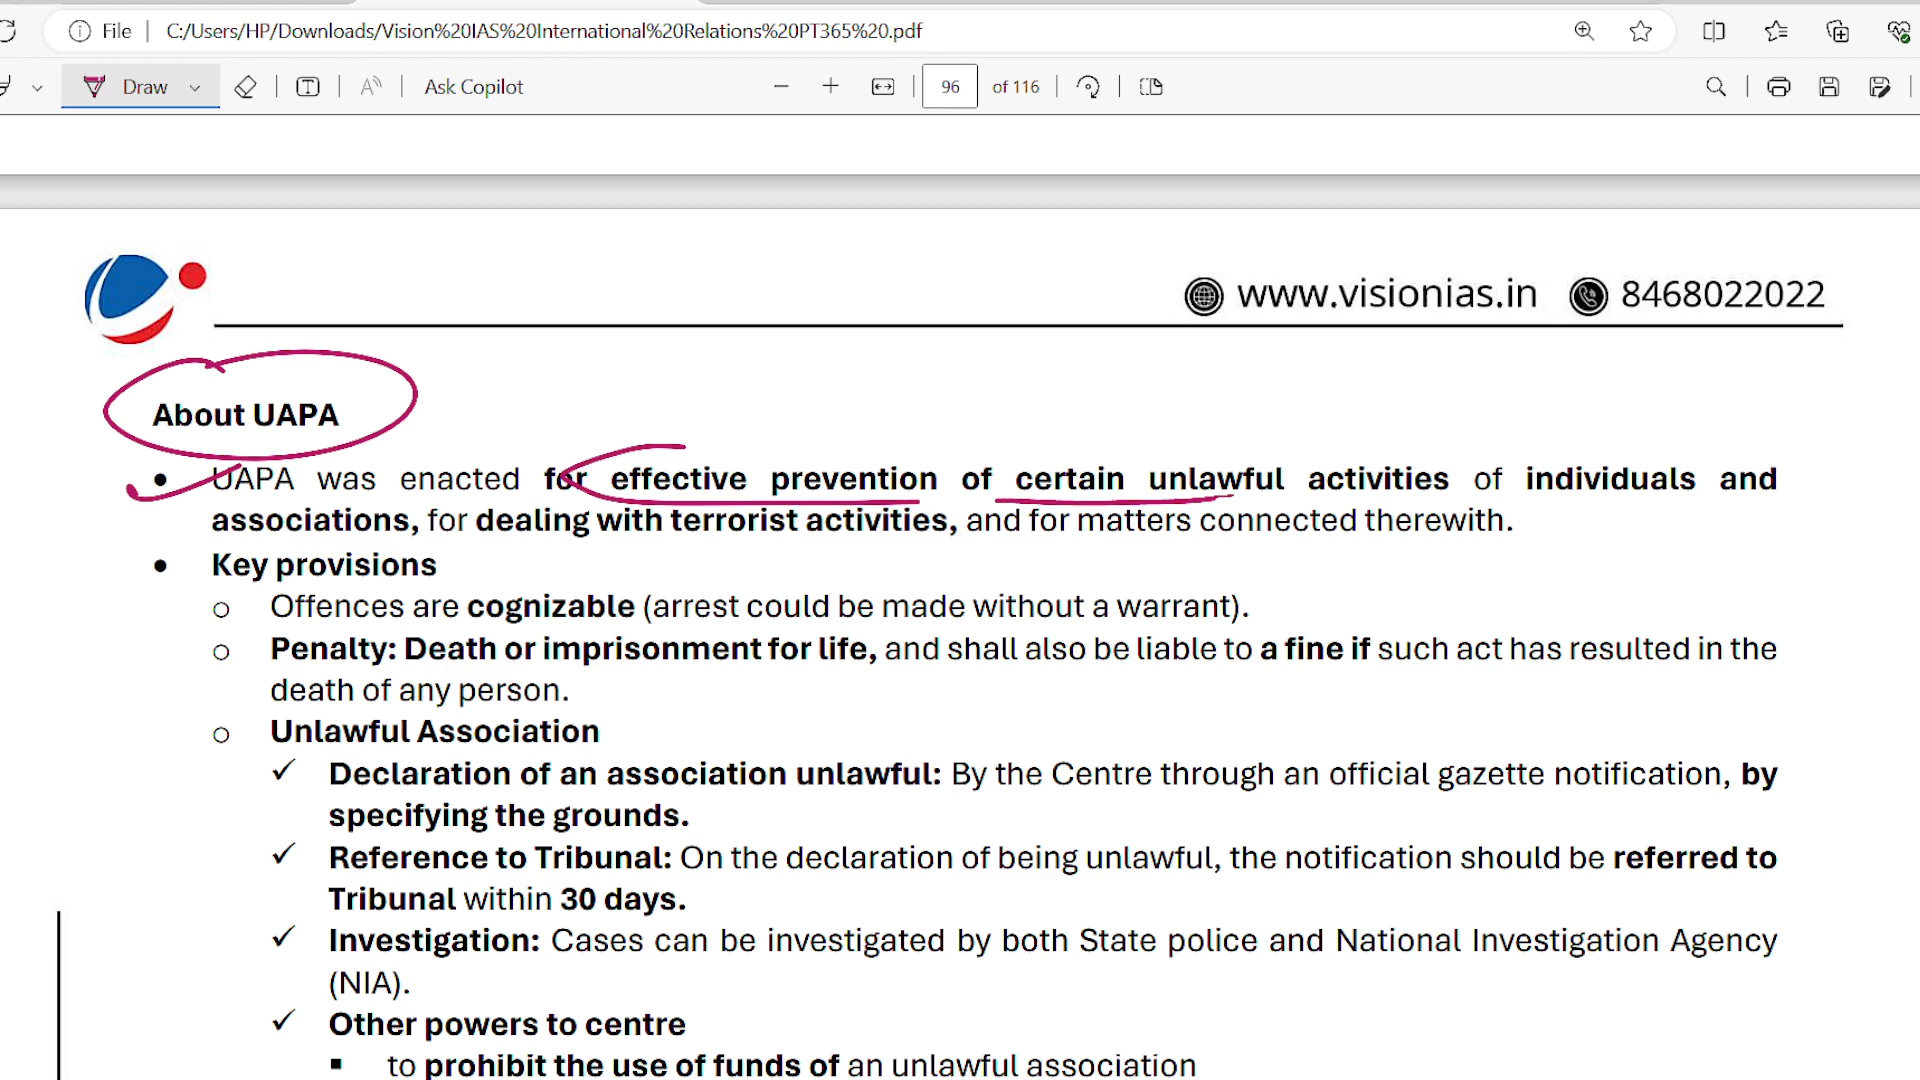 File C:/Users/HP/Downloads/Vision%20IAS%20International%20Relations%20PT365%20.pdf
Draw Ask Copilot 96 of 116
www.visionias.in 8468022022
About UAPA
• UAPA was enacted for effective prevention of certain unlawful activities of individuals and
associations, for dealing with terrorist activities, and for matters connected therewith.
• Key provisions
o Offences are cognizable (arrest could be made without a warrant).
o Penalty: Death or imprisonment for life, and shall also be liable to a fine if such act has resulted in the
death of any person.
o Unlawful Association
✓ Declaration of an association unlawful: By the Centre through an official gazette notification, by
specifying the grounds.
✓ Reference to Tribunal: On the declaration of being unlawful, the notification should be referred to
Tribunal within 30 days.
✓ Investigation: Cases can be investigated by both State police and National Investigation Agency
(NIA).
✓ Other powers to centre
▪ to prohibit the use of funds of an unlawful association